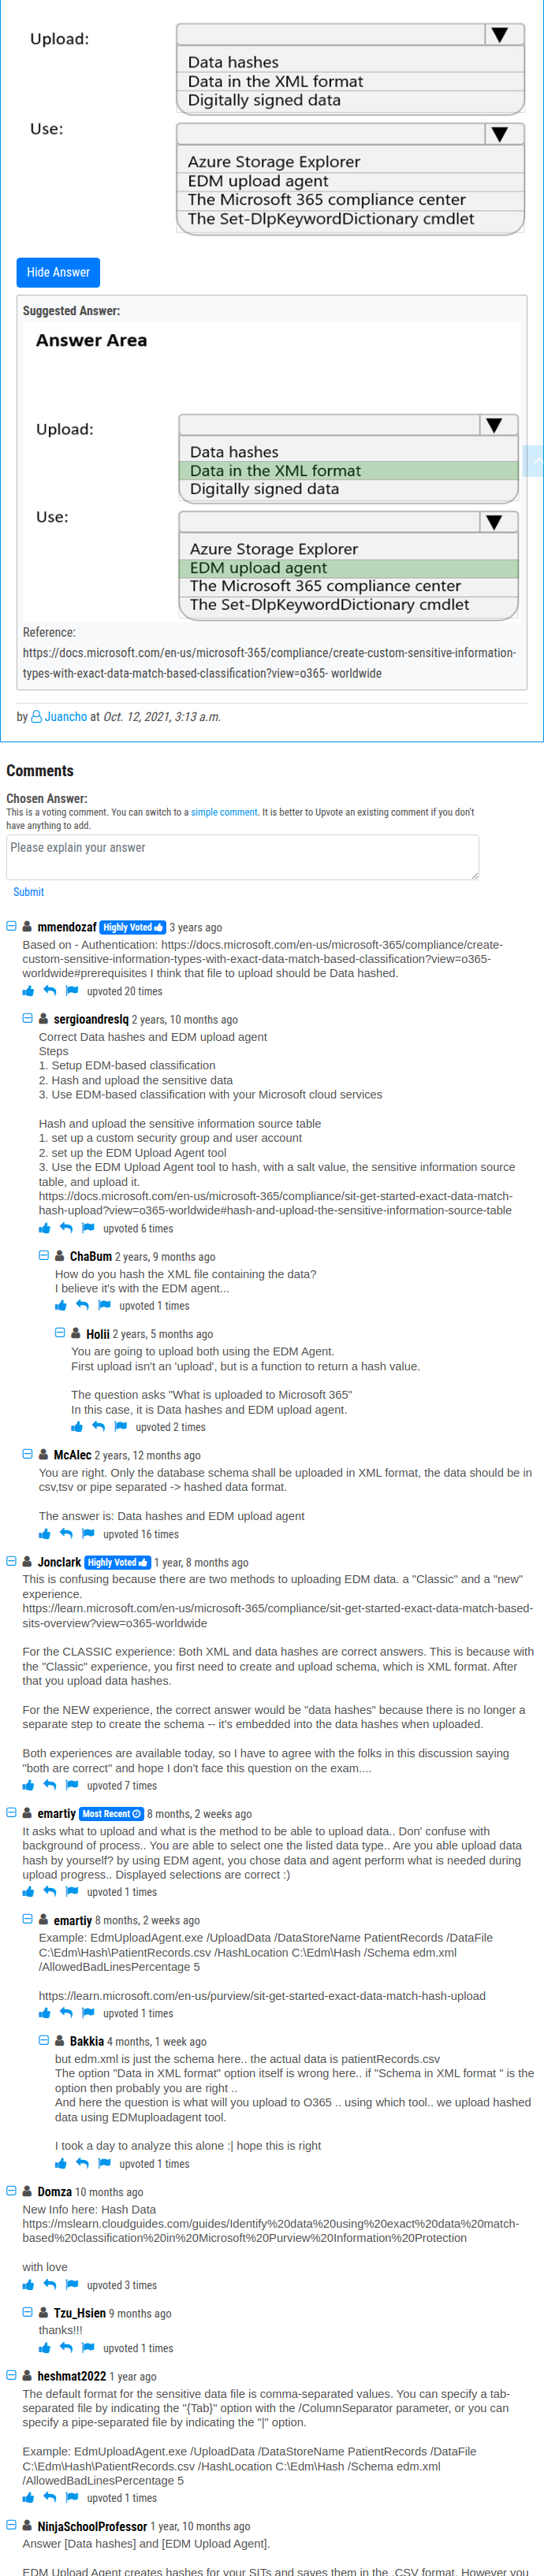 Upload:
Data hashes
Data in the XML format
Digitally signed data
Use:
Azure Storage Explorer
EDM upload agent
The Microsoft 365 compliance center
The Set-DlpKeywordDictionary cmdlet
Hide Answer
Suggested Answer:
Answer Area
Upload:
Data hashes
Data in the XML format
Digitally signed data
Use:
Azure Storage Explorer
EDM upload agent
The Microsoft 365 compliance center
The Set-DlpKeywordDictionary cmdlet
Reference:
https://docs.microsoft.com/en-us/microsoft-365/compliance/create-custom-sensitive-information-
types-with-exact-data-match-based-classification?view=o365- worldwide
by Juancho at Oct. 12, 2021, 3:13 a.m.
Comments
Chosen Answer:
This is a voting comment. You can switch to a simple comment. It is better to Upvote an existing comment if you don't
have anything to add.
Please explain your answer
Submit
mmendozaf Highly Voted 3 years ago
Based on - Authentication: https://docs.microsoft.com/en-us/microsoft-365/compliance/create-
custom-sensitive-information-types-with-exact-data-match-based-classification?view=o365-
worldwide#prerequisites I think that file to upload should be Data hashed.
upvoted 20 times
sergioandreslq 2 years, 10 months ago
Correct Data hashes and EDM upload agent
Steps
1. Setup EDM-based classification
2. Hash and upload the sensitive data
3. Use EDM-based classification with your Microsoft cloud services
Hash and upload the sensitive information source table
1. set up a custom security group and user account
2. set up the EDM Upload Agent tool
3. Use the EDM Upload Agent tool to hash, with a salt value, the sensitive information source
table, and upload it.
https://docs.microsoft.com/en-us/microsoft-365/compliance/sit-get-started-exact-data-match-
hash-upload?view=o365-worldwide#hash-and-upload-the-sensitive-information-source-table
upvoted 6 times
ChaBum 2 years, 9 months ago
How do you hash the XML file containing the data?
I believe it's with the EDM agent...
upvoted 1 times
Holii 2 years, 5 months ago
You are going to upload both using the EDM Agent.
First upload isn't an 'upload', but is a function to return a hash value.
The question asks "What is uploaded to Microsoft 365"
In this case, it is Data hashes and EDM upload agent.
upvoted 2 times
McAlec 2 years, 12 months ago
You are right. Only the database schema shall be uploaded in XML format, the data should be in
csv,tsv or pipe separated -> hashed data format.
The answer is: Data hashes and EDM upload agent
upvoted 16 times
Jonclark Highly Voted 1 year, 8 months ago
This is confusing because there are two methods to uploading EDM data. a "Classic" and a "new"
experience.
https://learn.microsoft.com/en-us/microsoft-365/compliance/sit-get-started-exact-data-match-based-
sits-overview?view=o365-worldwide
For the CLASSIC experience: Both XML and data hashes are correct answers. This is because with
the "Classic" experience, you first need to create and upload schema, which is XML format. After
that you upload data hashes.
For the NEW experience, the correct answer would be "data hashes" because there is no longer a
separate step to create the schema -- it's embedded into the data hashes when uploaded.
Both experiences are available today, so I have to agree with the folks in this discussion saying
"both are correct" and hope I don't face this question on the exam....
upvoted 7 times
emartiy Most Recent 8 months, 2 weeks ago
It asks what to upload and what is the method to be able to upload data.. Don' confuse with
background of process.. You are able to select one the listed data type.. Are you able upload data
hash by yourself? by using EDM agent, you chose data and agent perform what is needed during
upload progress.. Displayed selections are correct :)
upvoted 1 times
emartiy 8 months, 2 weeks ago
Example: EdmUploadAgent.exe /UploadData /DataStoreName PatientRecords /DataFile
C:\Edm\Hash\PatientRecords.csv /HashLocation C:\Edm\Hash /Schema edm.xml
/AllowedBadLinesPercentage 5
https://learn.microsoft.com/en-us/purview/sit-get-started-exact-data-match-hash-upload
upvoted 1 times
Bakkia 4 months, 1 week ago
but edm.xml is just the schema here.. the actual data is patientRecords.csv
The option "Data in XML format" option itself is wrong here.. if "Schema in XML format " is the
option then probably you are right ..
And here the question is what will you upload to O365 .. using which tool.. we upload hashed
data using EDMuploadagent tool.
I took a day to analyze this alone :| hope this is right
upvoted 1 times
Domza 10 months ago
New Info here: Hash Data
https://mslearn.cloudguides.com/guides/Identify%20data%20using%20exact%20data%20match-
based%20classification%20in%20Microsoft%20Purview%20Information%20Protection
with love
upvoted 3 times
Tzu_Hsien 9 months ago
thanks!!!
upvoted 1 times
heshmat2022 1 year ago
The default format for the sensitive data file is comma-separated values. You can specify a tab-
separated file by indicating the "{Tab}" option with the /ColumnSeparator parameter, or you can
specify a pipe-separated file by indicating the "|" option.
Example: EdmUploadAgent.exe /UploadData /DataStoreName PatientRecords /DataFile
C:\Edm\Hash\PatientRecords.csv /HashLocation C:\Edm\Hash /Schema edm.xml
/AllowedBadLinesPercentage 5
upvoted 1 times
NinjaSchoolProfessor 1 year, 10 months ago
Answer [Data hashes] and [EDM Upload Agent].
EDM Upload Agent creates hashes for your SITs and saves them in the .CSV format. However you